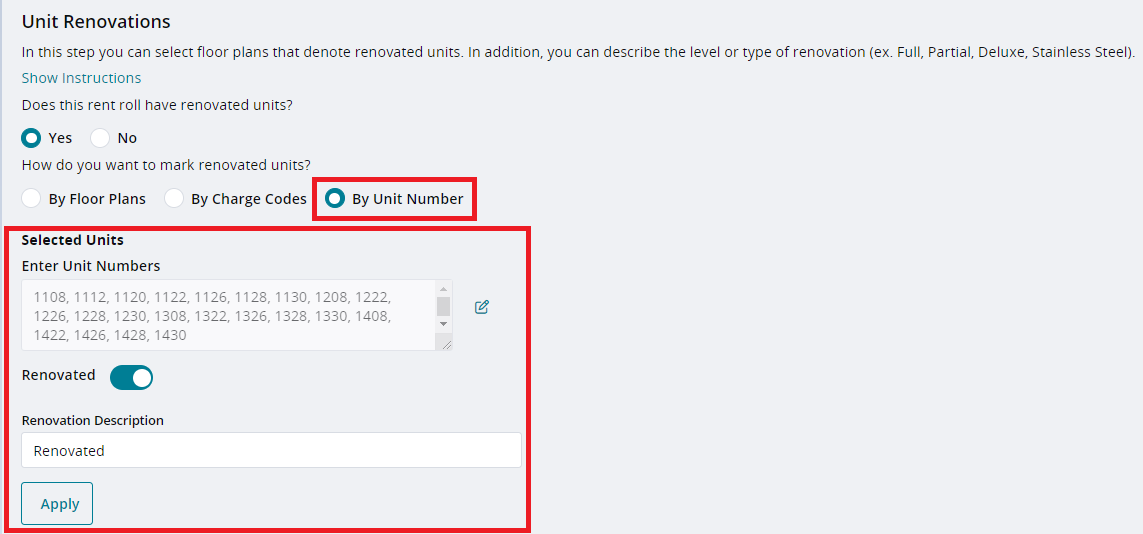 Unit Renovations
In this step you can select floor plans that denote renovated units. In addition, you can describe the level or type of renovation (ex. Full, Partial, Deluxe, Stainless Steel).
Show Instructions
Does this rent roll have renovated units?
Yes No
How do you want to mark renovated units?
By Floor Plans By Charge Codes By Unit Number
Selected Units
Enter Unit Numbers
1108, 1112, 1120, 1122, 1126, 1128, 1130, 1208, 1222,
1226, 1228, 1230, 1308, 1322, 1326, 1328, 1330, 1408,
1422, 1426, 1428, 1430
Renovated
Renovation Description
Renovated
Apply